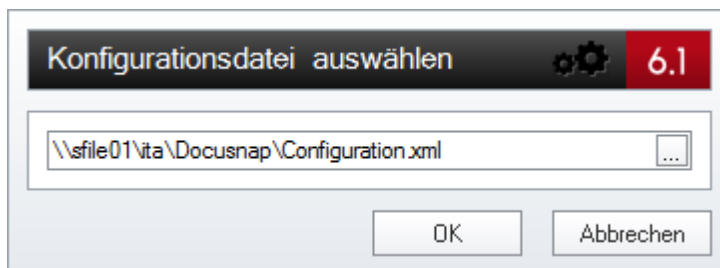 Konfigurationsdatei auswählen
6.1
\\sfile01\ita\Docusnap\Configuration.xml
...
OK
Abbrechen